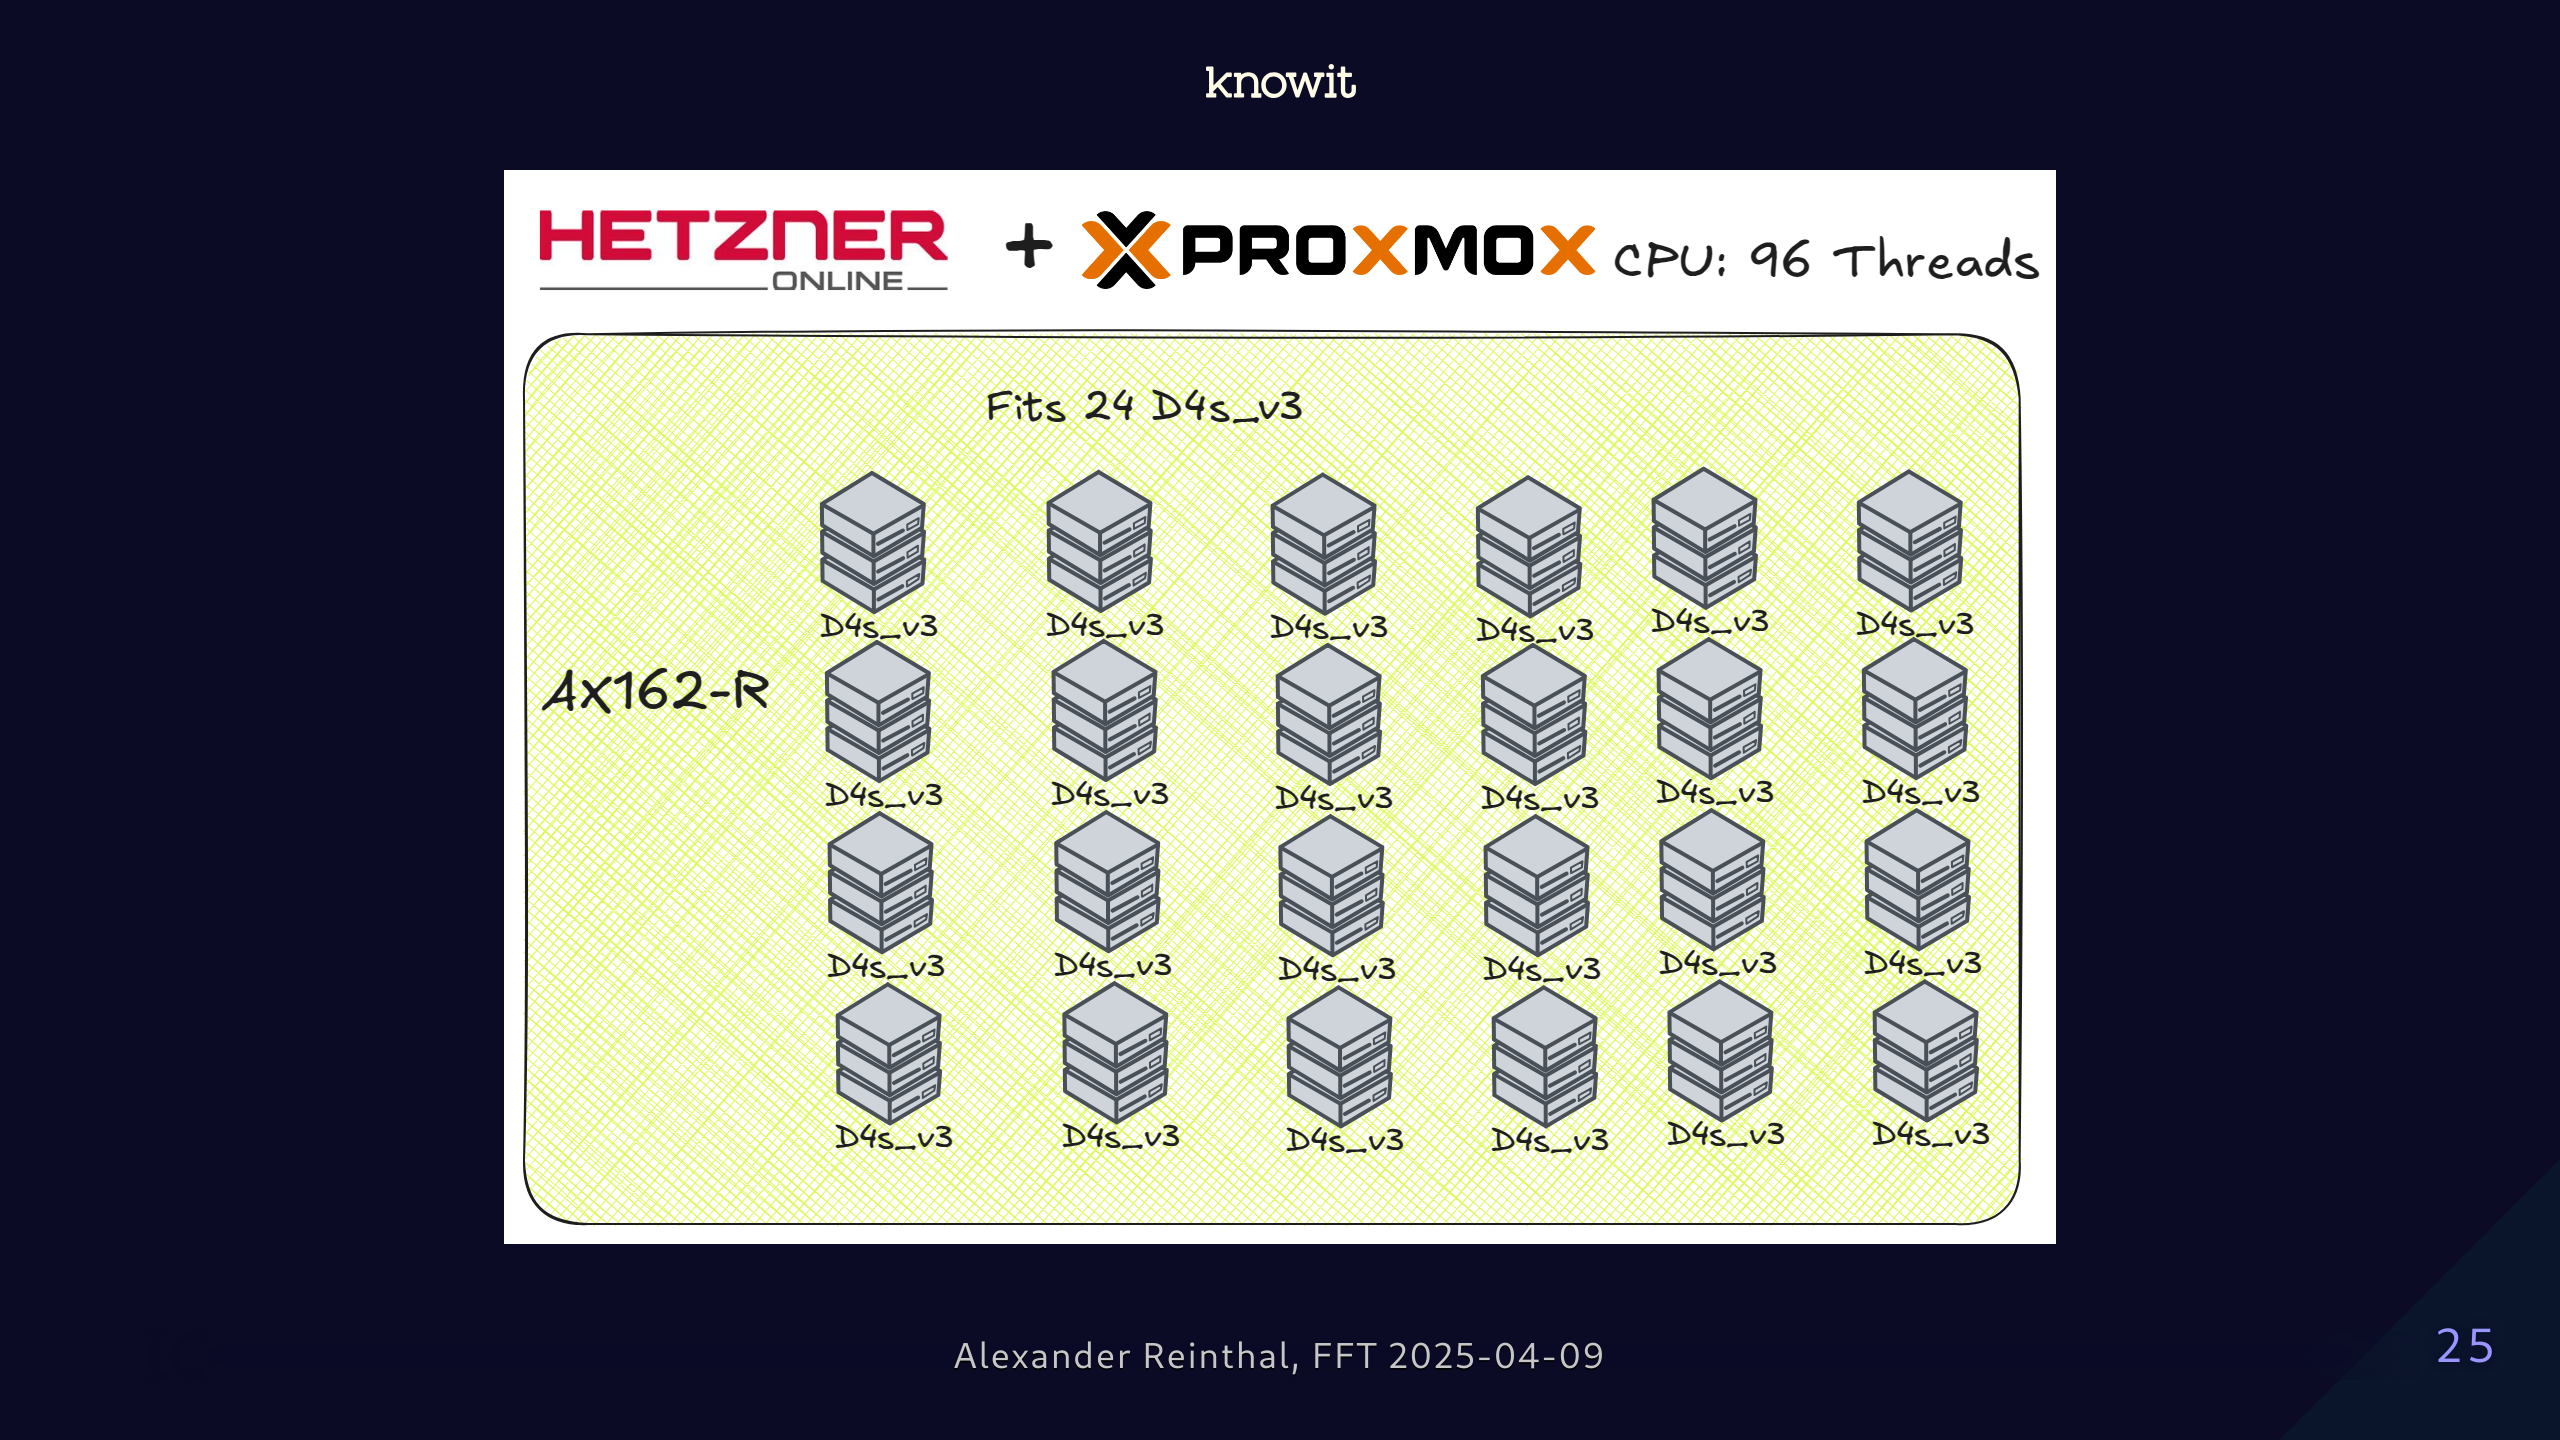 knowit
HETZNER
ONLINE
+
PROXMOX
CPU: 96 Threads
Fits 24 D4s_v3
D4s_v3 D4s_v3 D4s_v3 D4s_v3 D4s_v3 D4s_v3
AX162-R
D4s_v3 D4s_v3 D4s_v3 D4s_v3 D4s_v3 D4s_v3
D4s_v3 D4s_v3 D4s_v3 D4s_v3 D4s_v3 D4s_v3
D4s_v3 D4s_v3 D4s_v3 D4s_v3 D4s_v3 D4s_v3
Alexander Reinthal, FFT 2025-04-09
25